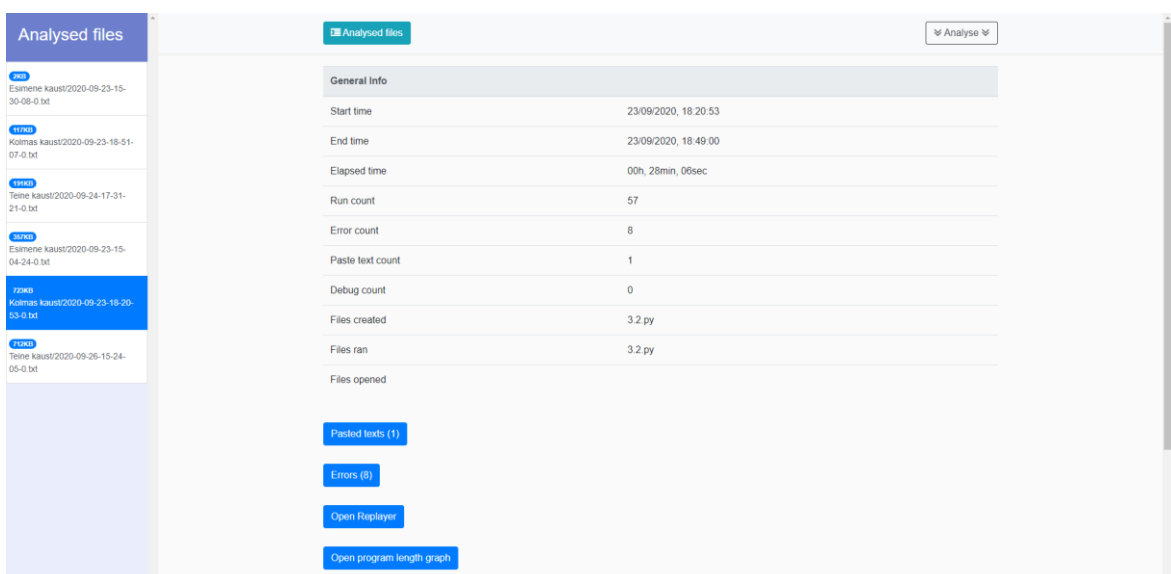 Analysed files
2KB
Esimene kaust/2020-09-23-15-
30-08-0.txt
117KB
Kolmas kaust/2020-09-23-18-51-
07-0.txt
191KB
Teine kaust/2020-09-24-17-31-
21-0.txt
357KB
Esimene kaust/2020-09-23-15-
04-24-0.txt
723KB
Kolmas kaust/2020-09-23-18-20-
53-0.txt
712KB
Teine kaust/2020-09-26-15-24-
05-0.txt
Analysed files
Analyse
General Info
Start time 23/09/2020, 18:20:53
End time 23/09/2020, 18:49:00
Elapsed time 00h, 28min, 06sec
Run count 57
Error count 8
Paste text count 1
Debug count 0
Files created 3.2.py
Files ran 3.2.py
Files opened
Pasted texts (1)
Errors (8)
Open Replayer
Open program length graph